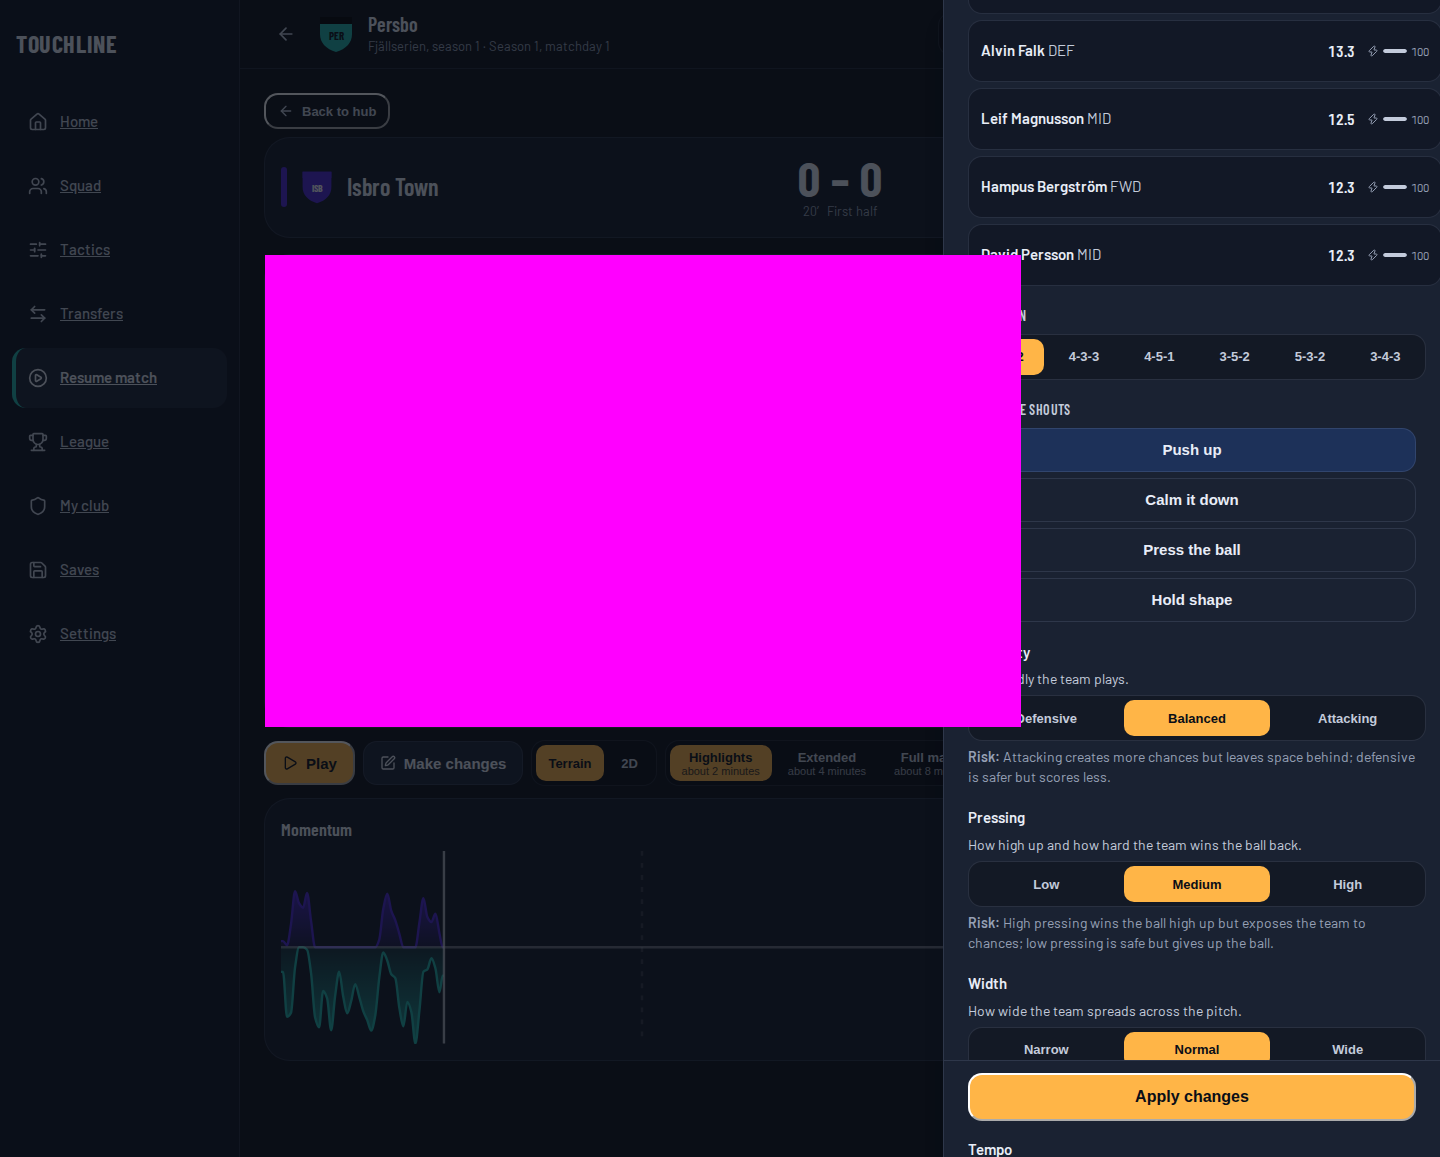 TOUCHLINE
Home
Squad
Tactics
Transfers
Resume match
League
My club
Saves
Settings
PER
Persbo
Fjällserien, season 1 · Season 1, matchday 1
Back to hub
ISB
Isbro Town
0 – 0
20' First half
Play
Make changes
Terrain
2D
Highlights
about 2 minutes
Extended
about 4 minutes
Full
about 8
Momentum
Alvin Falk DEF
13.3
100
Leif Magnusson MID
12.5
100
Hampus Bergström FWD
12.3
100
David Persson MID
12.3
100
4-3-3
4-5-1
3-5-2
5-3-2
3-4-3
SHOUTS
Push up
Calm it down
Press the ball
Hold shape
the team plays.
Defensive
Balanced
Attacking
Risk: Attacking creates more chances but leaves space behind; defensive
is safer but scores less.
Pressing
How high up and how hard the team wins the ball back.
Low
Medium
High
Risk: High pressing wins the ball high up but exposes the team to
chances; low pressing is safe but gives up the ball.
Width
How wide the team spreads across the pitch.
Narrow
Normal
Wide
Apply changes
Tempo